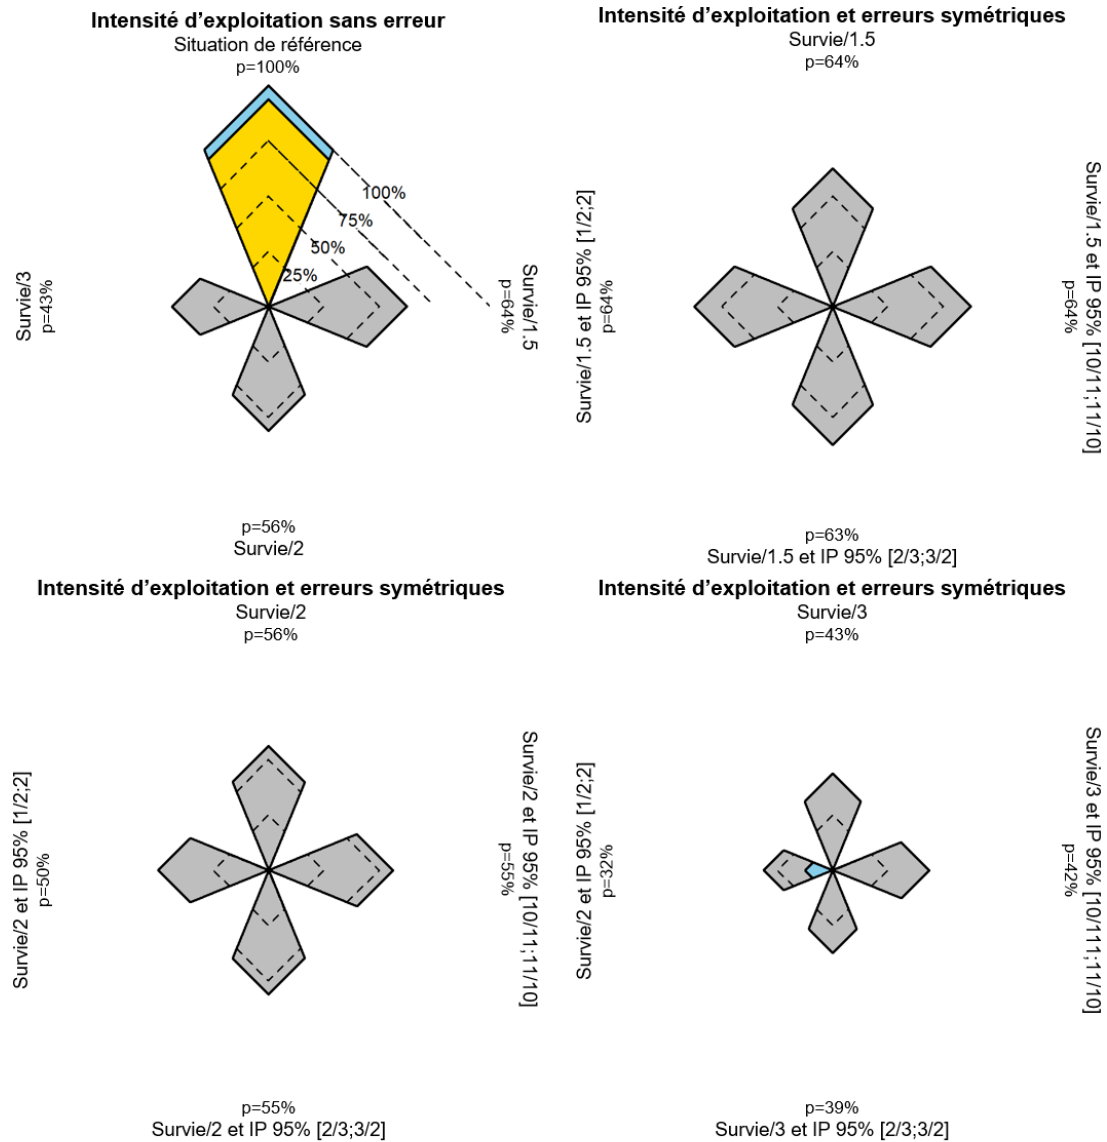 Intensité d’exploitation sans erreur
Situation de référence
p=100%
100%
75%
50%
25%
Survie/3
p=43%
Survie/1.5
p=64%
p=56%
Survie/2
Intensité d’exploitation et erreurs symétriques
Survie/1.5
p=64%
Survie/1.5 et IP 95% [1/2;2]
p=64%
Survie/1.5 et IP 95% [10/11;11/10]
p=64%
p=63%
Survie/1.5 et IP 95% [2/3;3/2]
Intensité d’exploitation et erreurs symétriques
Survie/2
p=56%
Survie/2 et IP 95% [1/2;2]
p=50%
Survie/2 et IP 95% [10/11;11/10]
p=55%
p=55%
Survie/2 et IP 95% [2/3;3/2]
Intensité d’exploitation et erreurs symétriques
Survie/3
p=43%
Survie/2 et IP 95% [1/2;2]
p=32%
Survie/3 et IP 95% [10/111;11/10]
p=42%
p=39%
Survie/3 et IP 95% [2/3;3/2]